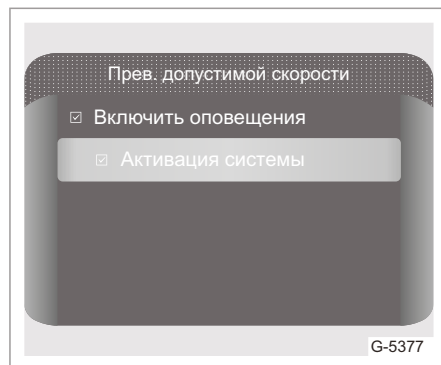 Прев. допустимой скорости
Включить оповещения
Активация системы
G-5377